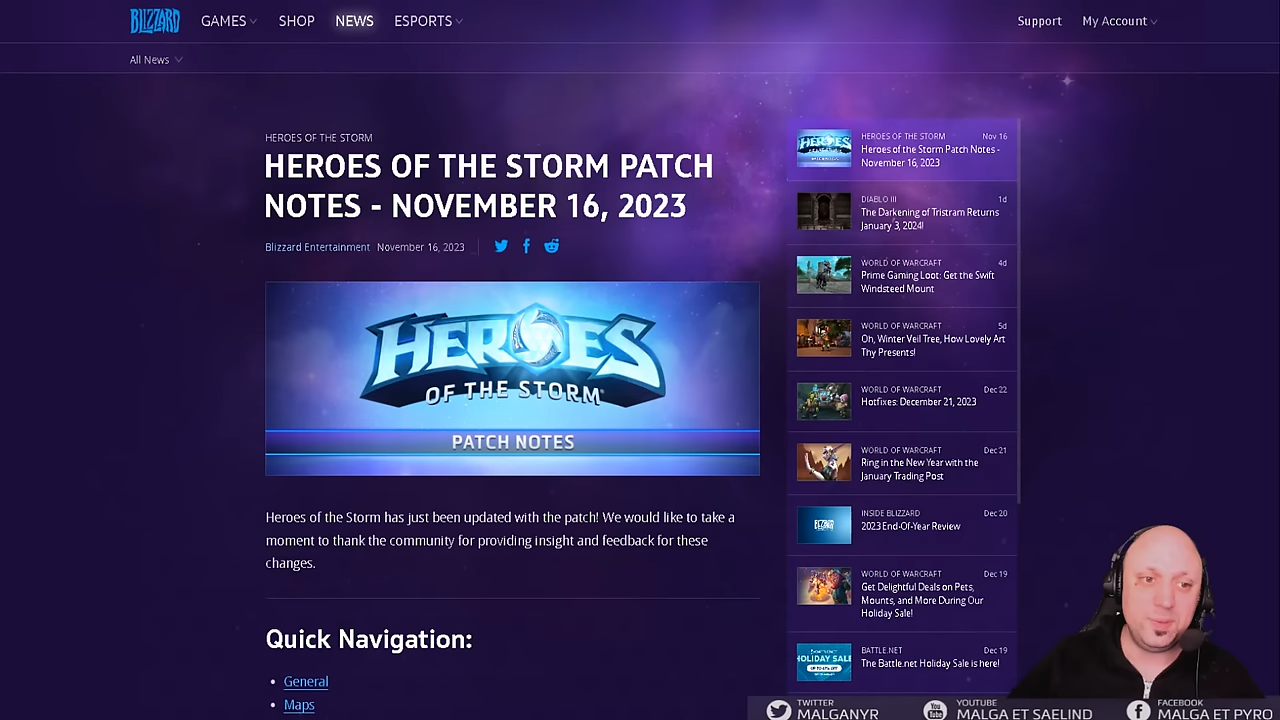 BLIZZARD
GAMES
SHOP
NEWS
ESPORTS
Support
My Account
All News
HEROES OF THE STORM
HEROES OF THE STORM PATCH
NOTES - NOVEMBER 16, 2023
Blizzard Entertainment November 16, 2023
HEROES
OF THE STORM
PATCH NOTES
Heroes of the Storm has just been updated with the patch! We would like to take a
moment to thank the community for providing insight and feedback for these
changes.
Quick Navigation:
• General
• Maps
HEROES OF THE STORM Nov 16
Heroes of the Storm Patch Notes -
November 16, 2023
DIABLO III 1d
The Darkening of Tristram Returns
January 3, 2024!
WORLD OF WARCRAFT 4d
Prime Gaming Loot: Get the Swift
Windsteed Mount
WORLD OF WARCRAFT 5d
Oh, Winter Veil Tree, How Lovely Art
Thy Presents!
WORLD OF WARCRAFT Dec 22
Hotfixes: December 21, 2023
WORLD OF WARCRAFT Dec 21
Ring in the New Year with the
January Trading Post
INSIDE BLIZZARD Dec 20
2023 End-Of-Year Review
WORLD OF WARCRAFT Dec 19
Get Delightful Deals on Pets,
Mounts, and More During Our
Holiday Sale!
HOLIDAY SALE
BATTLE.NET Dec 19
The Battle.net Holiday Sale is here!
TWITTER
MALGANYR
YOUTUBE
MALGA ET SAELIND
FACEBOOK
MALGA ET PYRO